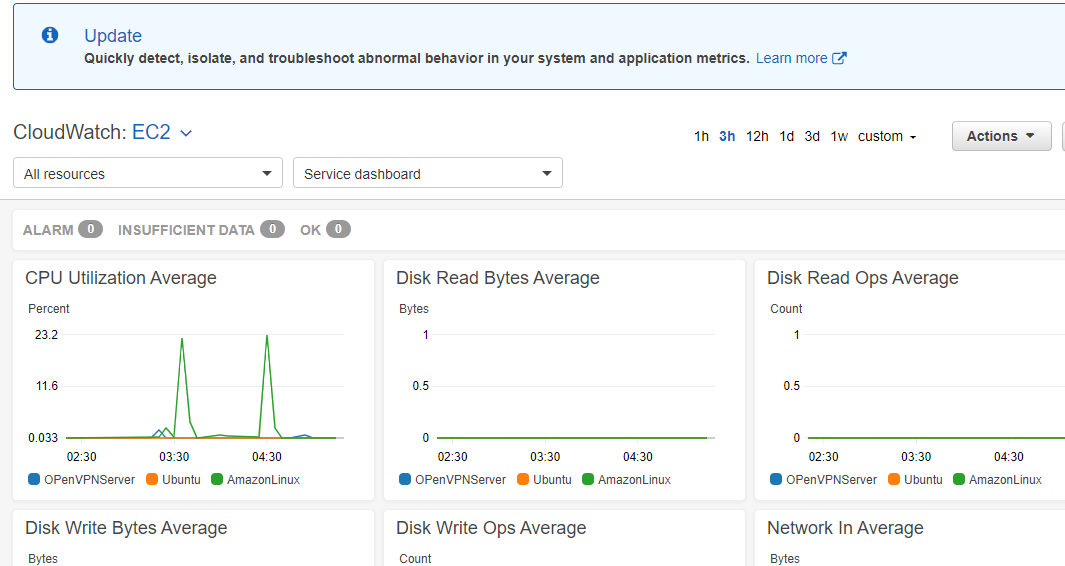 Update
Quickly detect, isolate, and troubleshoot abnormal behavior in your system and application metrics. Learn more
CloudWatch: EC2
1h 3h 12h 1d 3d 1w custom
Actions
All resources
Service dashboard
ALARM 0 INSUFFICIENT DATA 0 OK 0
CPU Utilization Average
Percent
23.2
11.6
0.033
02:30 03:30 04:30
OPenVPNServer Ubuntu AmazonLinux
Disk Read Bytes Average
Bytes
1
0.5
0
02:30 03:30 04:30
OPenVPNServer Ubuntu AmazonLinux
Disk Read Ops Average
Count
1
0.5
0
02:30 03:30 04:30
OPenVPNServer Ubuntu AmazonLinux
Disk Write Bytes Average
Bytes
Disk Write Ops Average
Count
Network In Average
Bytes